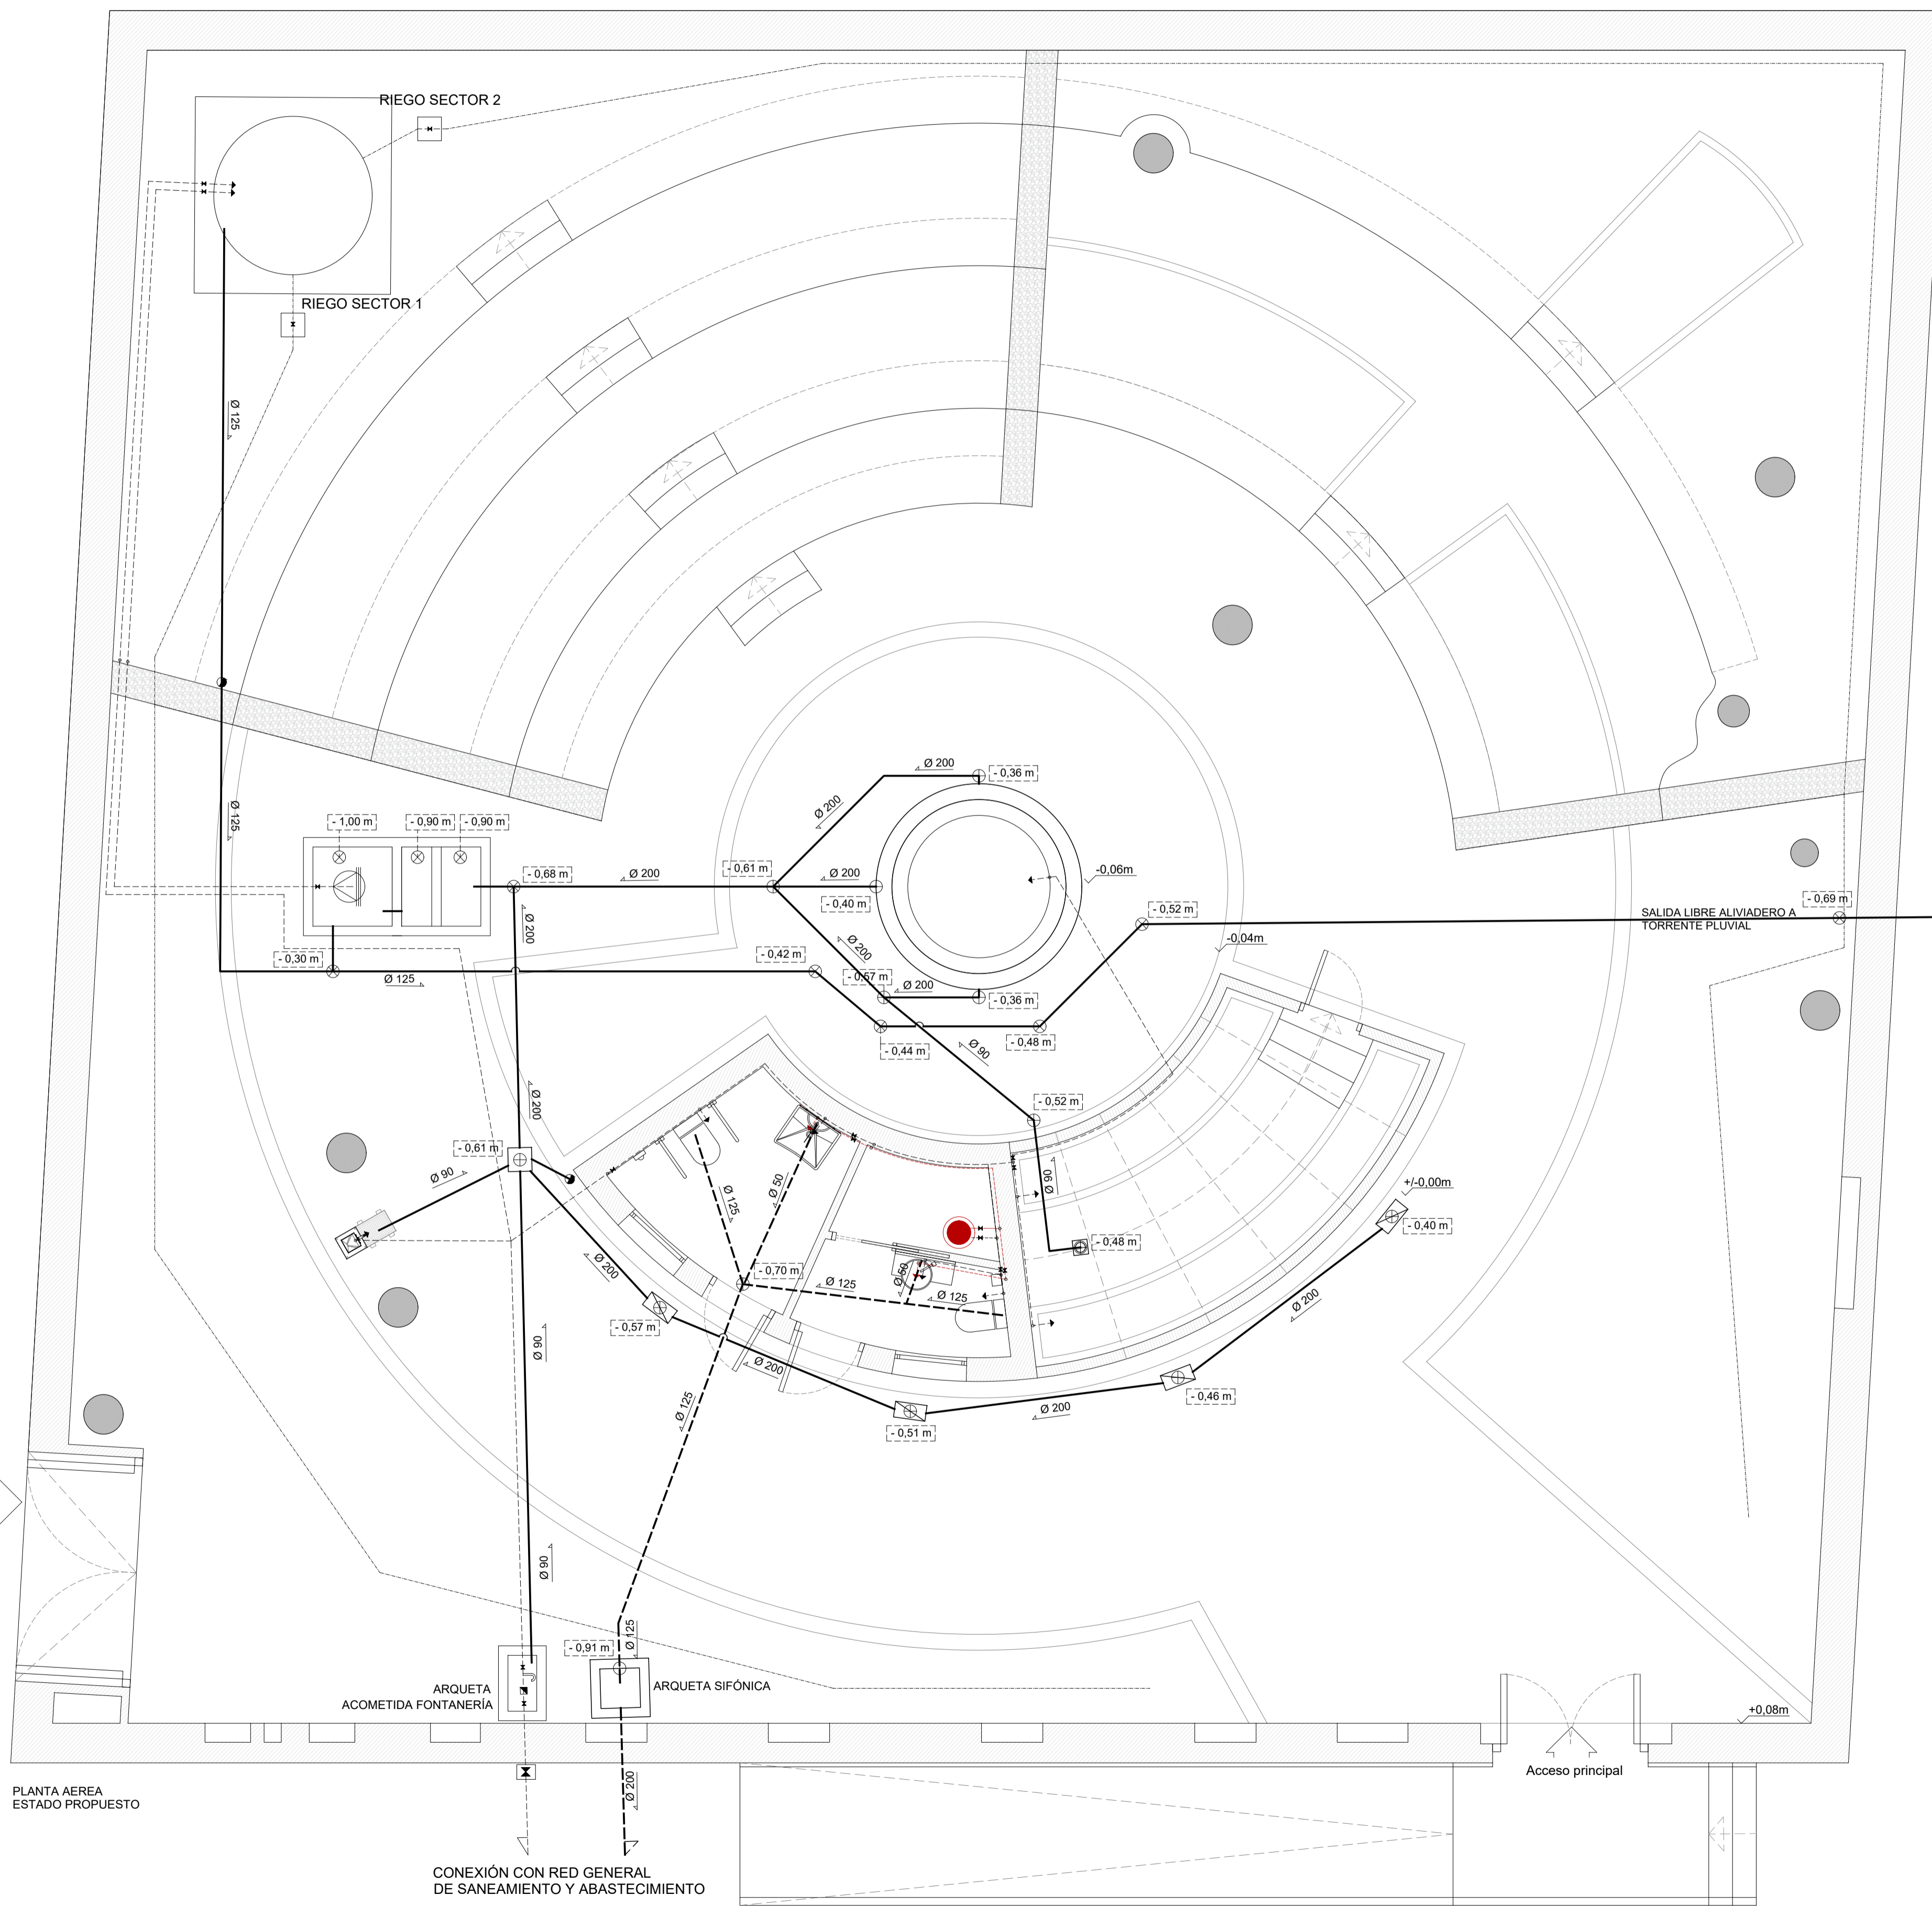 RIEGO SECTOR 2
RIEGO SECTOR 1
Ø 125
Ø 125
Ø 200
- 0,36 m
Ø 200
- 1,00 m
- 0,90 m
- 0,90 m
- 0,68 m
Ø 200
- 0,61 m
Ø 200
- 0,40 m
-0,06m
- 0,52 m
- 0,69 m
SALIDA LIBRE ALIVIADERO A
TORRENTE PLUVIAL
Ø 200
Ø 200
-0,04m
- 0,30 m
- 0,42 m
Ø 125
- 0,57 m
Ø 200
- 0,36 m
- 0,44 m
- 0,48 m
Ø 90
Ø 200
- 0,52 m
- 0,61 m
Ø 90
Ø 50
Ø 125
Ø 90
+/-0,00m
- 0,40 m
- 0,48 m
Ø 200
- 0,70 m
Ø 125
Ø 50
Ø 125
Ø 200
- 0,57 m
Ø 90
Ø 200
- 0,46 m
Ø 200
- 0,51 m
Ø 125
Ø 90
- 0,91 m
Ø 125
ARQUETA
ACOMETIDA FONTANERÍA
ARQUETA SIFÓNICA
+0,08m
Acceso principal
Ø 200
PLANTA AEREA
ESTADO PROPUESTO
CONEXIÓN CON RED GENERAL
DE SANEAMIENTO Y ABASTECIMIENTO